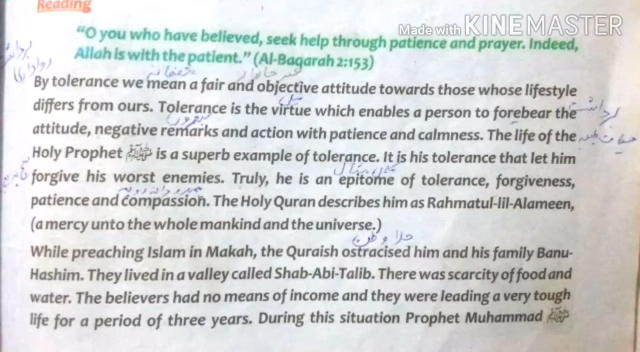 Reading
Made with KINEMASTER
"O you who have believed, seek help through patience and prayer. Indeed,
Allah is with the patient." (Al-Baqarah 2:153)
By tolerance we mean a fair and objective attitude towards those whose lifestyle
differs from ours. Tolerance is the virtue which enables a person to forebear the
attitude, negative remarks and action with patience and calmness. The life of the
Holy Prophet ﷺ is a superb example of tolerance. It is his tolerance that let him
forgive his worst enemies. Truly, he is an epitome of tolerance, forgiveness,
patience and compassion. The Holy Quran describes him as Rahmatul-lil-Alameen,
(a mercy unto the whole mankind and the universe.)
While preaching Islam in Makah, the Quraish ostracised him and his family Banu-
Hashim. They lived in a valley called Shab-Abi-Talib. There was scarcity of food and
water. The believers had no means of income and they were leading a very tough
life for a period of three years. During this situation Prophet Muhammad ﷺ